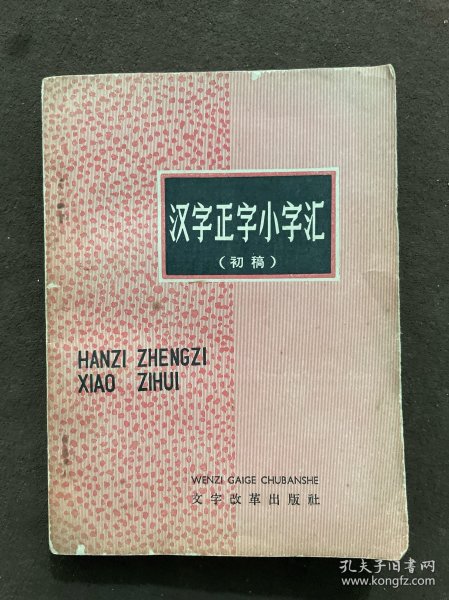 汉字正字小字汇
（初稿）
HANZI ZHENGZI
XIAO ZIHUI
WENZI GAIGE CHUBANSHE
文字改革出版社
孔夫子旧书网
www.kongfz.com